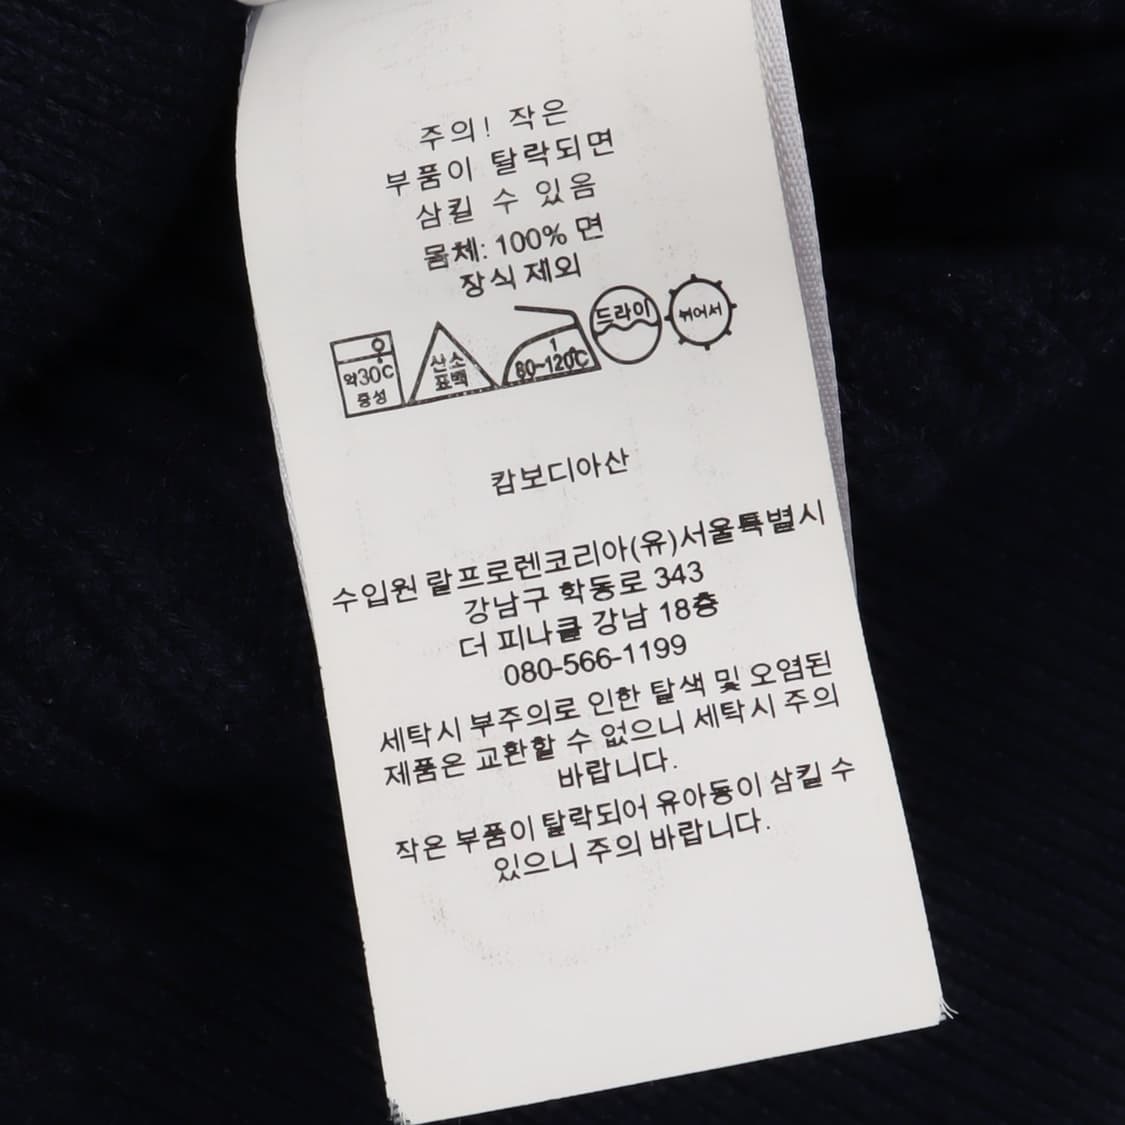 주의! 작은
부품이 탈락되면
삼킬 수 있음
몸체: 100% 면
장식 제외
약30℃
중성
산소
표백
1
80~120℃
드라이
뉘어서
캄보디아산
수입원 랄프로렌코리아(유)서울특별시
강남구 학동로 343
더 피나클 강남 18층
080-566-1199
세탁시 부주의로 인한 탈색 및 오염된
제품은 교환할 수 없으니 세탁시 주의
바랍니다.
작은 부품이 탈락되어 유아동이 삼킬 수
있으니 주의 바랍니다.